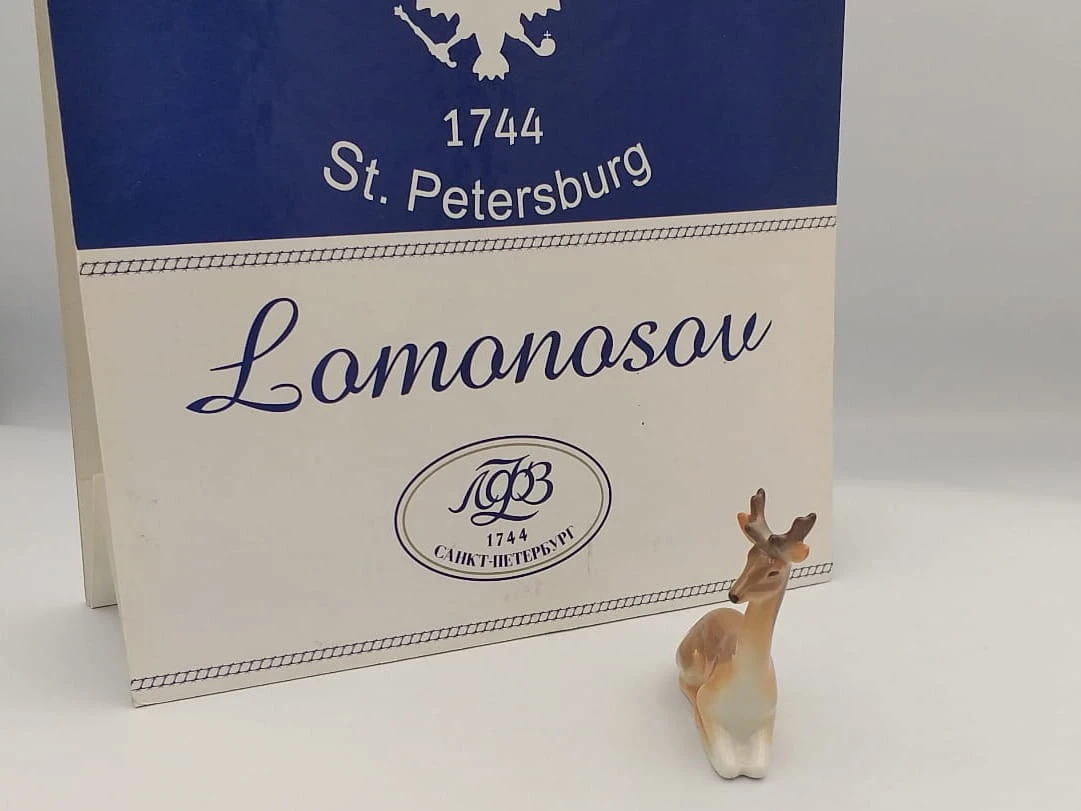 1744
St. Petersburg
Lomonosov
ЛФЗ
1744
САНКТ-ПЕТЕРБУРГ